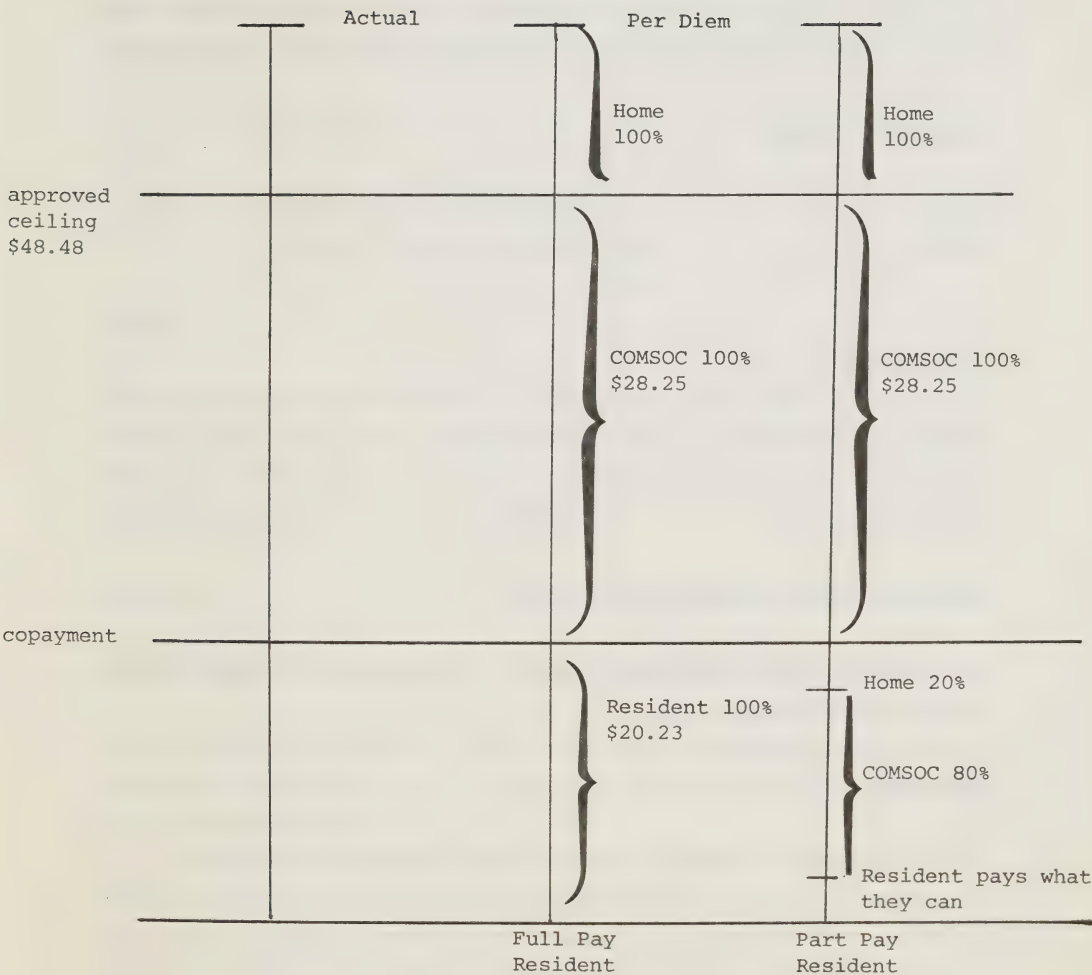 Actual
Per Diem
Home
100%
Home
100%
approved
ceiling
$48.48
COMSOC 100%
$28.25
COMSOC 100%
$28.25
copayment
Resident 100%
$20.23
Home 20%
COMSOC 80%
Resident pays what
they can
Full Pay
Resident
Part Pay
Resident